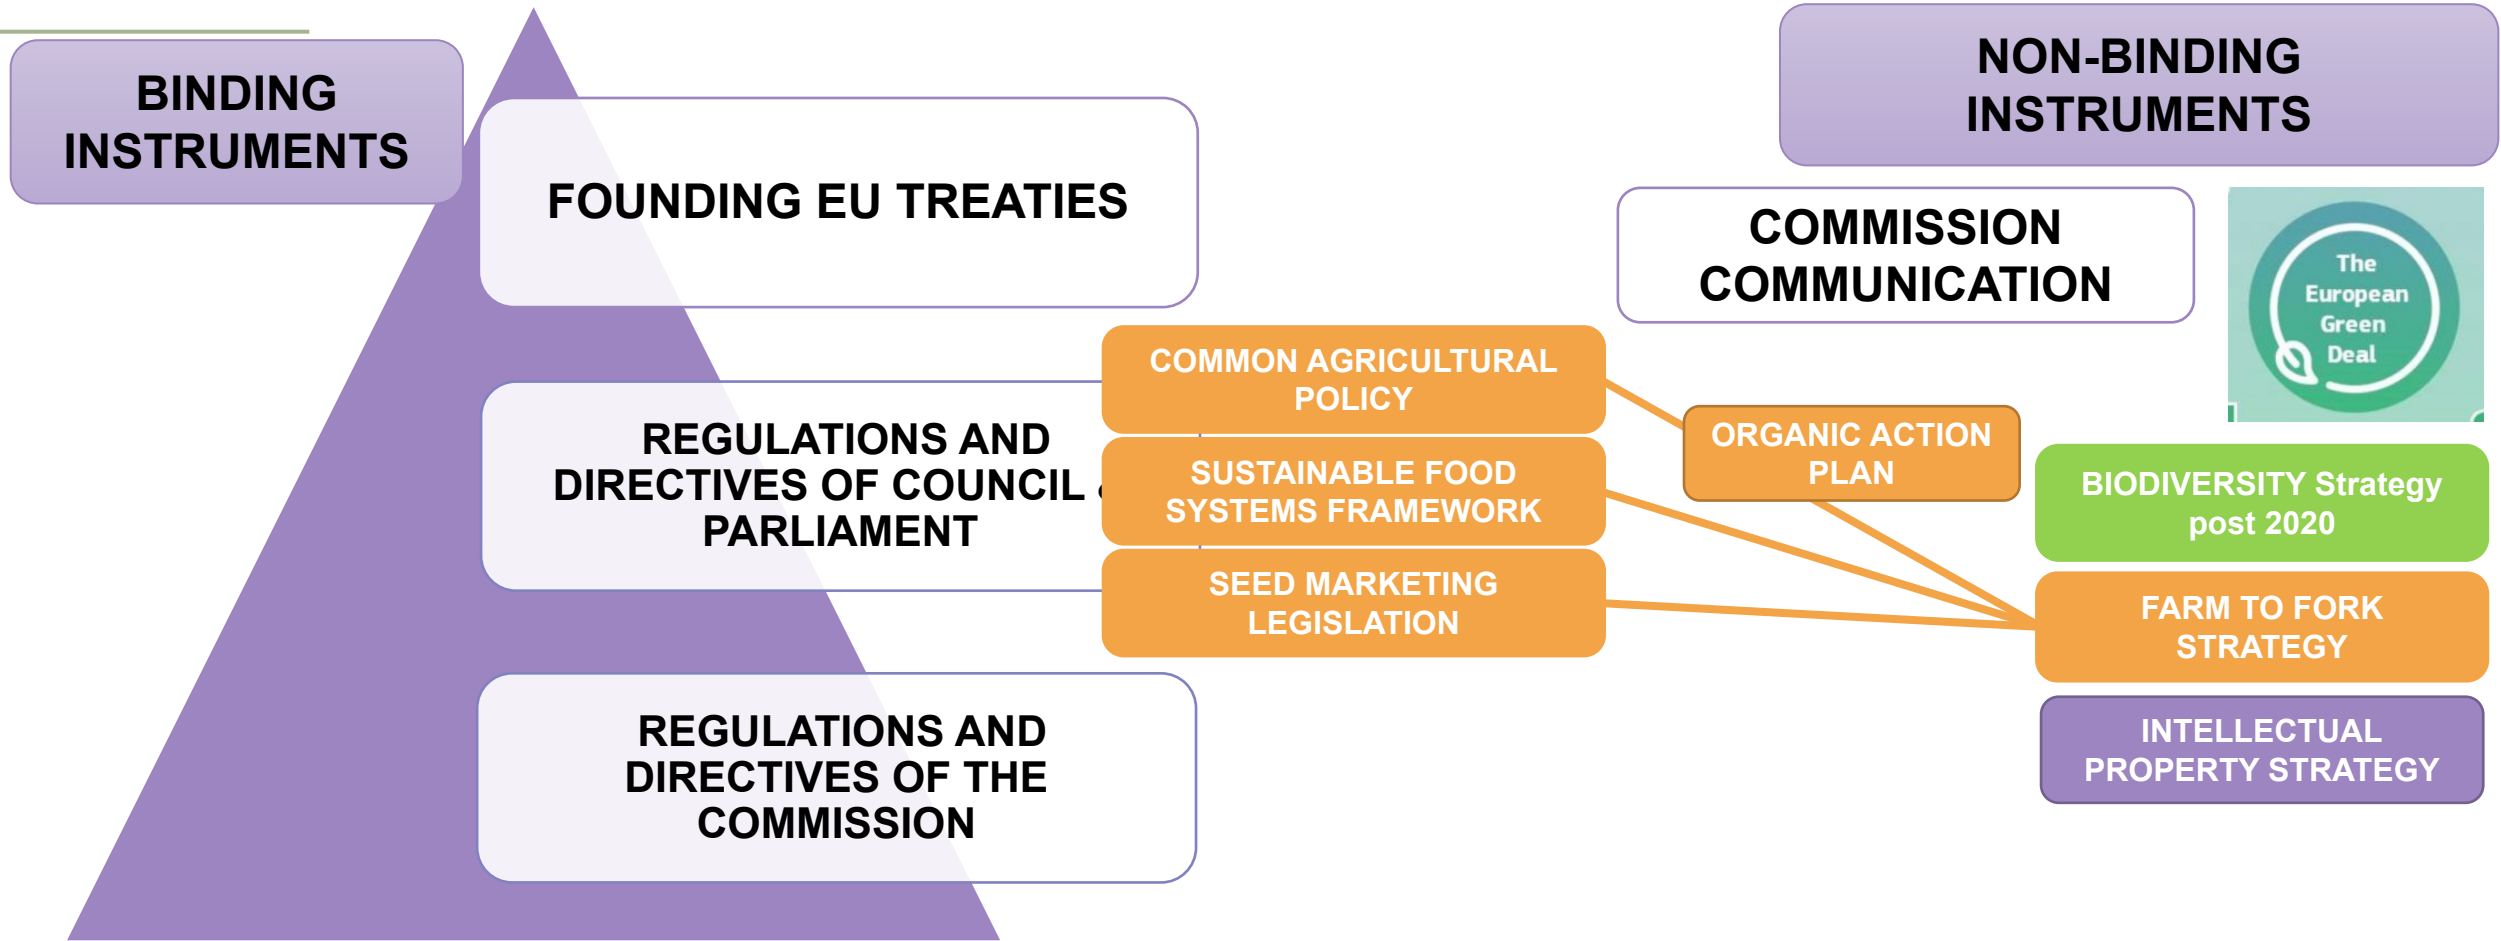 BINDING
INSTRUMENTS
FOUNDING EU TREATIES
REGULATIONS AND
DIRECTIVES OF COUNCIL
PARLIAMENT
REGULATIONS AND
DIRECTIVES OF THE
COMMISSION
COMMON AGRICULTURAL
POLICY
SUSTAINABLE FOOD
SYSTEMS FRAMEWORK
SEED MARKETING
LEGISLATION
ORGANIC ACTION
PLAN
NON-BINDING
INSTRUMENTS
COMMISSION
COMMUNICATION
The
European
Green
Deal
BIODIVERSITY Strategy
post 2020
FARM TO FORK
STRATEGY
INTELLECTUAL
PROPERTY STRATEGY